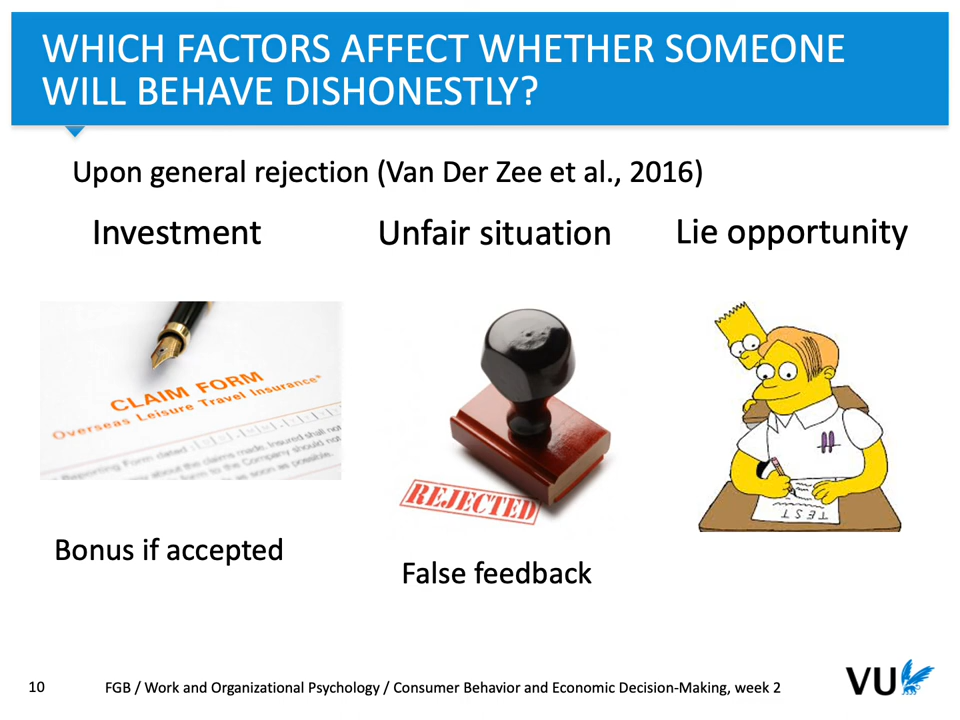 WHICH FACTORS AFFECT WHETHER SOMEONE
WILL BEHAVE DISHONESTLY?
Upon general rejection (Van Der Zee et al., 2016)
Investment
Unfair situation
Lie opportunity
CLAIM FORM
Overseas Leisure Travel Insurance
REJECTED
TEST
Bonus if accepted
False feedback
10
FGB / Work and Organizational Psychology / Consumer Behavior and Economic Decision-Making, week 2
VU